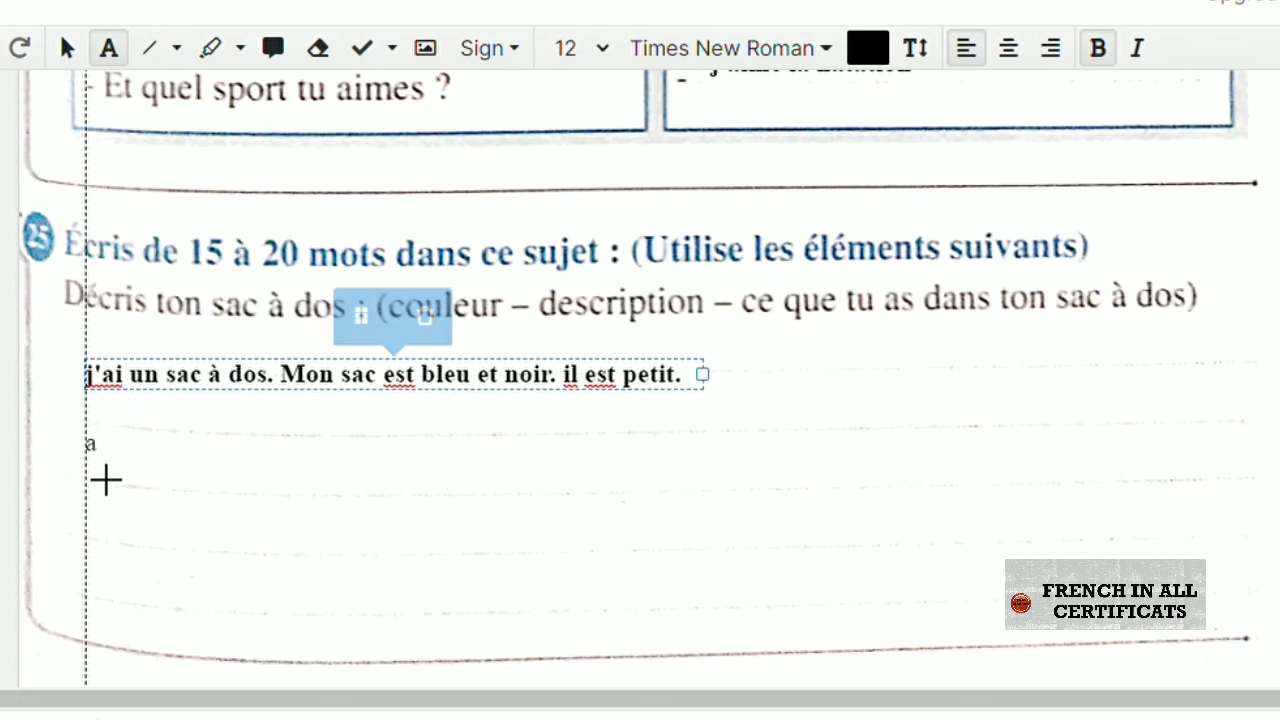 Sign
12
Times New Roman
B
I
- Et quel sport tu aimes ?
25 Écris de 15 à 20 mots dans ce sujet : (Utilise les éléments suivants)
Décris ton sac à dos : (couleur – description – ce que tu as dans ton sac à dos)
j'ai un sac à dos. Mon sac est bleu et noir. il est petit.
a
FRENCH IN ALL
CERTIFICATS